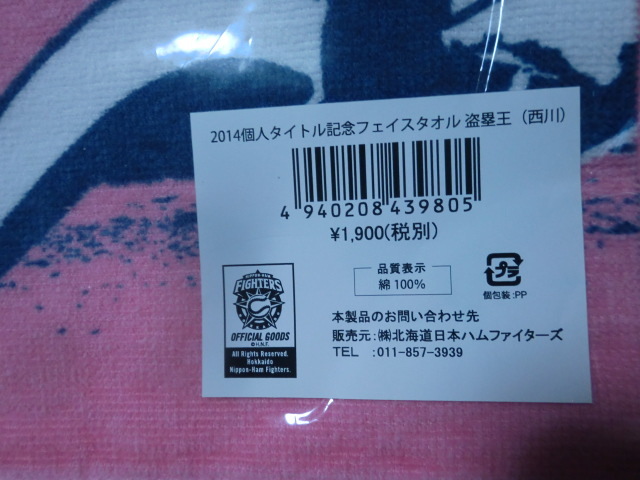 2014個人タイトル記念フェイスタオル 盗塁王（西川）
4 940208 439805
¥1,900(税別)
品質表示
綿 100%
プラ
個包装:PP
NIPPON-HAM
FIGHTERS
OFFICIAL GOODS
©H.N.F.
All Rights Reserved.
Hokkaido
Nippon-Ham Fighters.
本製品のお問い合わせ先
販売元:㈱北海道日本ハムファイターズ
TEL :011-857-3939